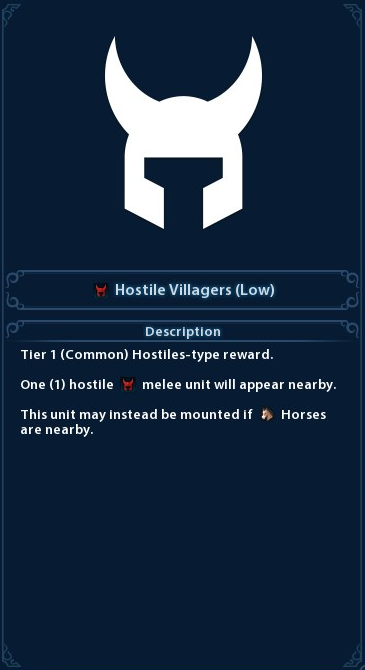 Hostile Villagers (Low)
Description
Tier 1 (Common) Hostiles-type reward.
One (1) hostile melee unit will appear nearby.
This unit may instead be mounted if Horses
are nearby.